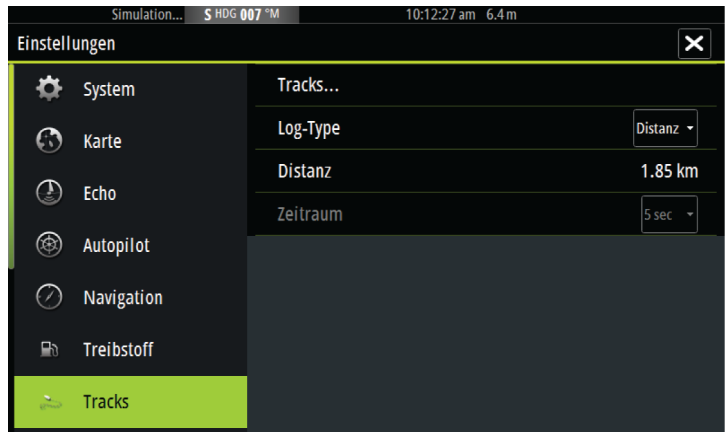 Simulation... S HDG 007 °M 10:12:27 am 6.4 m
Einstellungen
System
Karte
Echo
Autopilot
Navigation
Treibstoff
Tracks
Tracks...
Log-Type Distanz
Distanz 1.85 km
Zeitraum 5 sec